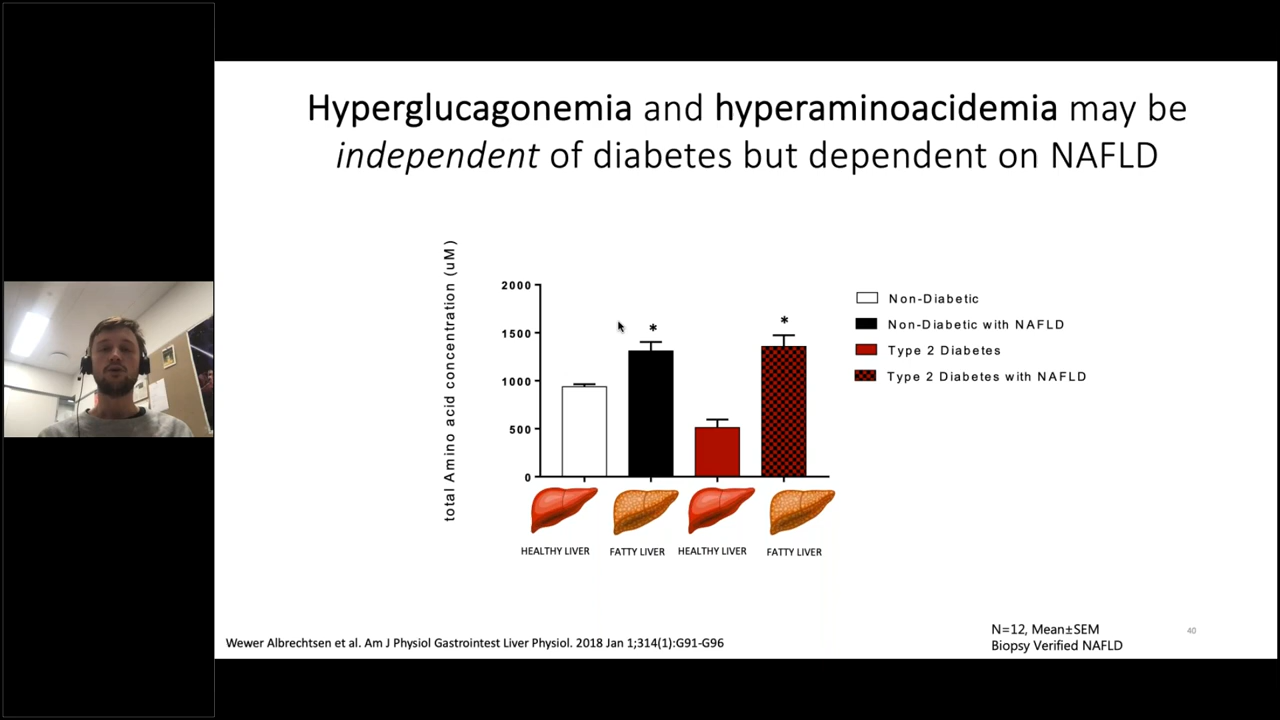 Hyperglucagonemia and hyperaminoacidemia may be
independent of diabetes but dependent on NAFLD
total Amino acid concentration (uM)
2000
1500
1000
500
0
*
*
Non-Diabetic
Non-Diabetic with NAFLD
Type 2 Diabetes
Type 2 Diabetes with NAFLD
HEALTHY LIVER
FATTY LIVER
HEALTHY LIVER
FATTY LIVER
Wewer Albrechtsen et al. Am J Physiol Gastrointest Liver Physiol. 2018 Jan 1;314(1):G91-G96
N=12, Mean±SEM
Biopsy Verified NAFLD
40